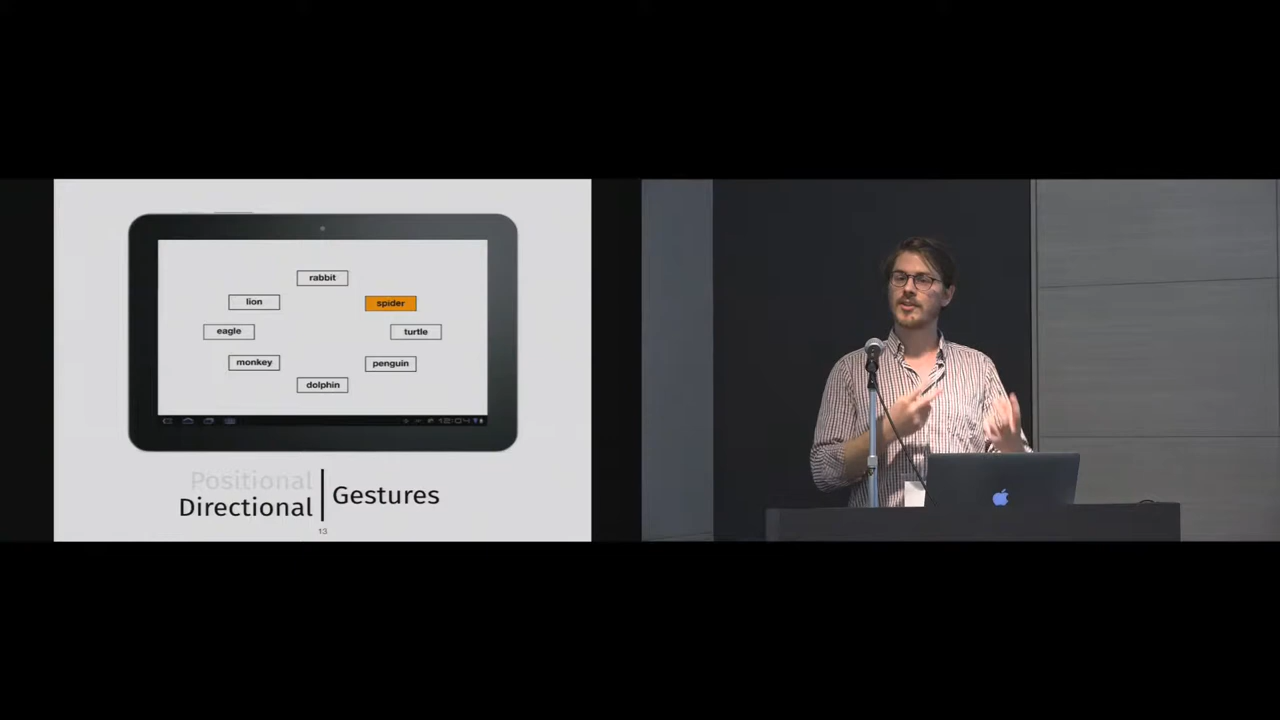 rabbit
lion
spider
eagle
turtle
monkey
penguin
dolphin
Positional
Directional
Gestures
13